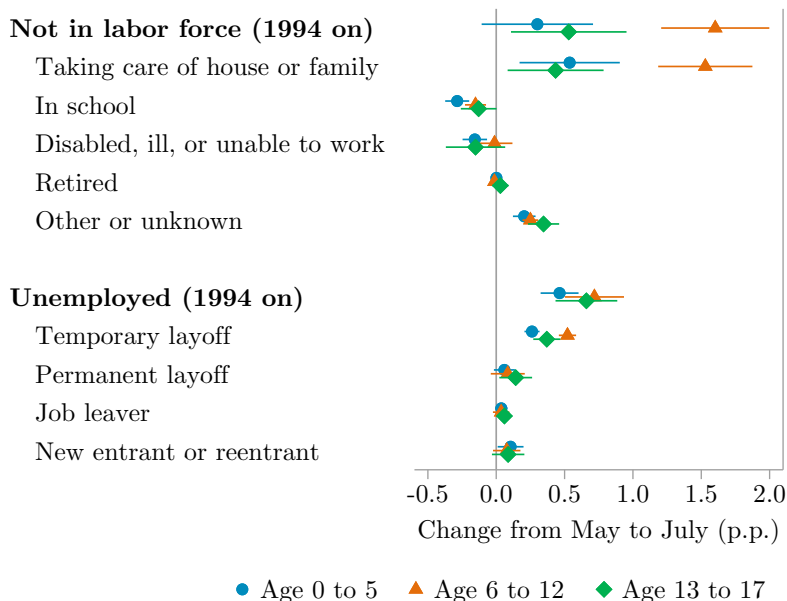 Not in labor force (1994 on)
Taking care of house or family
In school
Disabled, ill, or unable to work
Retired
Other or unknown
Unemployed (1994 on)
Temporary layoff
Permanent layoff
Job leaver
New entrant or reentrant
-0.5 0.0 0.5 1.0 1.5 2.0
Change from May to July (p.p.)
Age 0 to 5 Age 6 to 12 Age 13 to 17